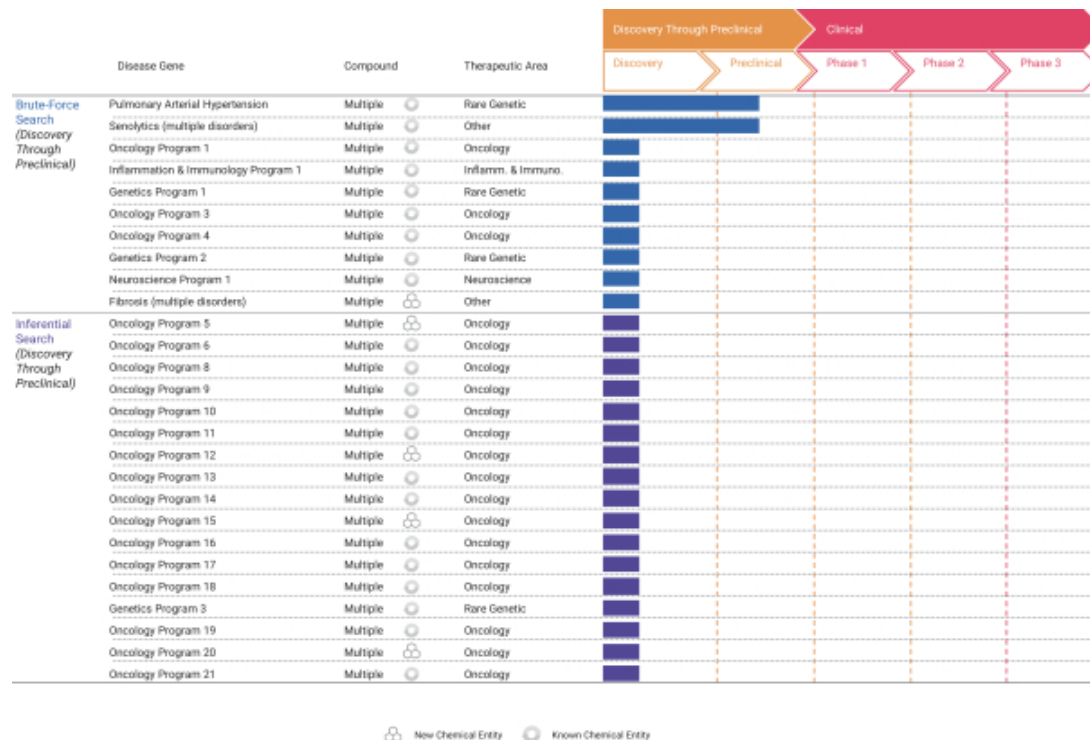 Discovery Through Preclinical Clinical
Disease Gene Compound Therapeutic Area Discovery Preclinical Phase 1 Phase 2 Phase 3
Brute-Force
Search
(Discovery
Through
Preclinical)
Pulmonary Arterial Hypertension Multiple Rare Genetic
Senolytics (multiple disorders) Multiple Other
Oncology Program 1 Multiple Oncology
Inflammation & Immunology Program 1 Multiple Inflamm. & Immuno.
Genetics Program 1 Multiple Rare Genetic
Oncology Program 3 Multiple Oncology
Oncology Program 4 Multiple Oncology
Genetics Program 2 Multiple Rare Genetic
Neuroscience Program 1 Multiple Neuroscience
Fibrosis (multiple disorders) Multiple Other
Inferential
Search
(Discovery
Through
Preclinical)
Oncology Program 5 Multiple Oncology
Oncology Program 6 Multiple Oncology
Oncology Program 8 Multiple Oncology
Oncology Program 9 Multiple Oncology
Oncology Program 10 Multiple Oncology
Oncology Program 11 Multiple Oncology
Oncology Program 12 Multiple Oncology
Oncology Program 13 Multiple Oncology
Oncology Program 14 Multiple Oncology
Oncology Program 15 Multiple Oncology
Oncology Program 16 Multiple Oncology
Oncology Program 17 Multiple Oncology
Oncology Program 18 Multiple Oncology
Genetics Program 3 Multiple Rare Genetic
Oncology Program 19 Multiple Oncology
Oncology Program 20 Multiple Oncology
Oncology Program 21 Multiple Oncology
New Chemical Entity Known Chemical Entity